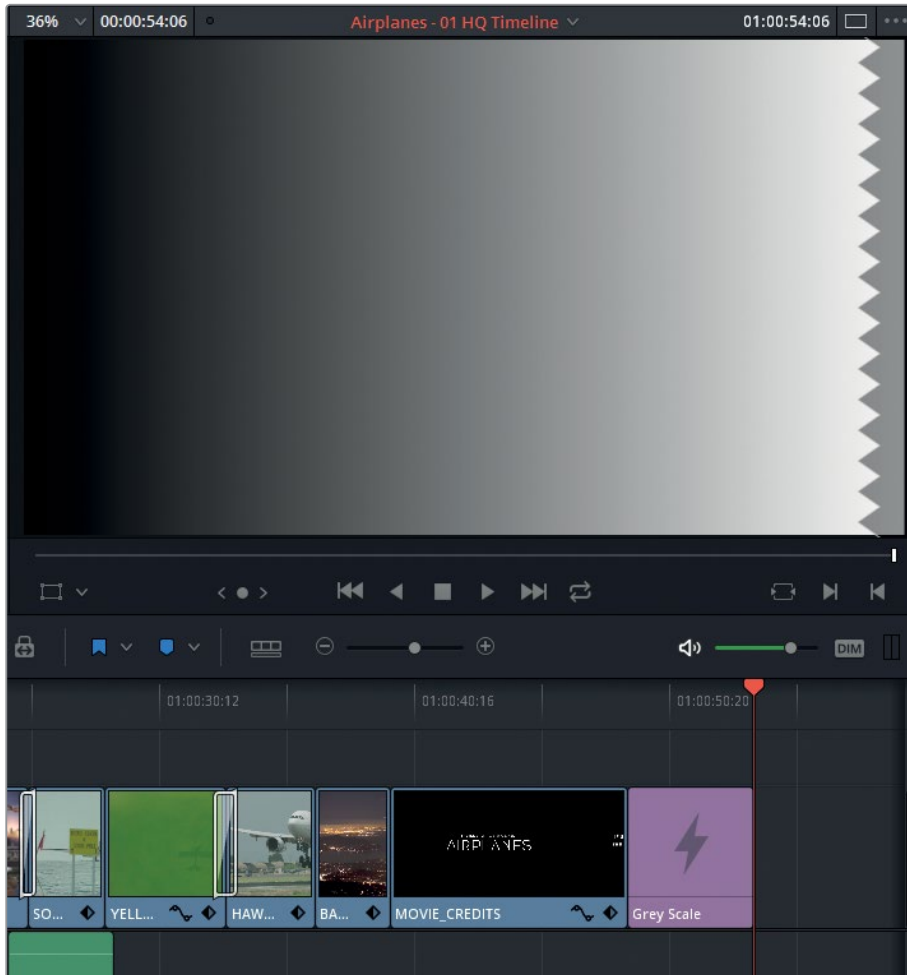 36% 00:00:54:06 Airplanes - 01 HQ Timeline 01:00:54:06
DIM
01:00:30:12 01:00:40:16 01:00:50:20
AIRPLANES
SO... YELL... HAW... BA... MOVIE_CREDITS Grey Scale